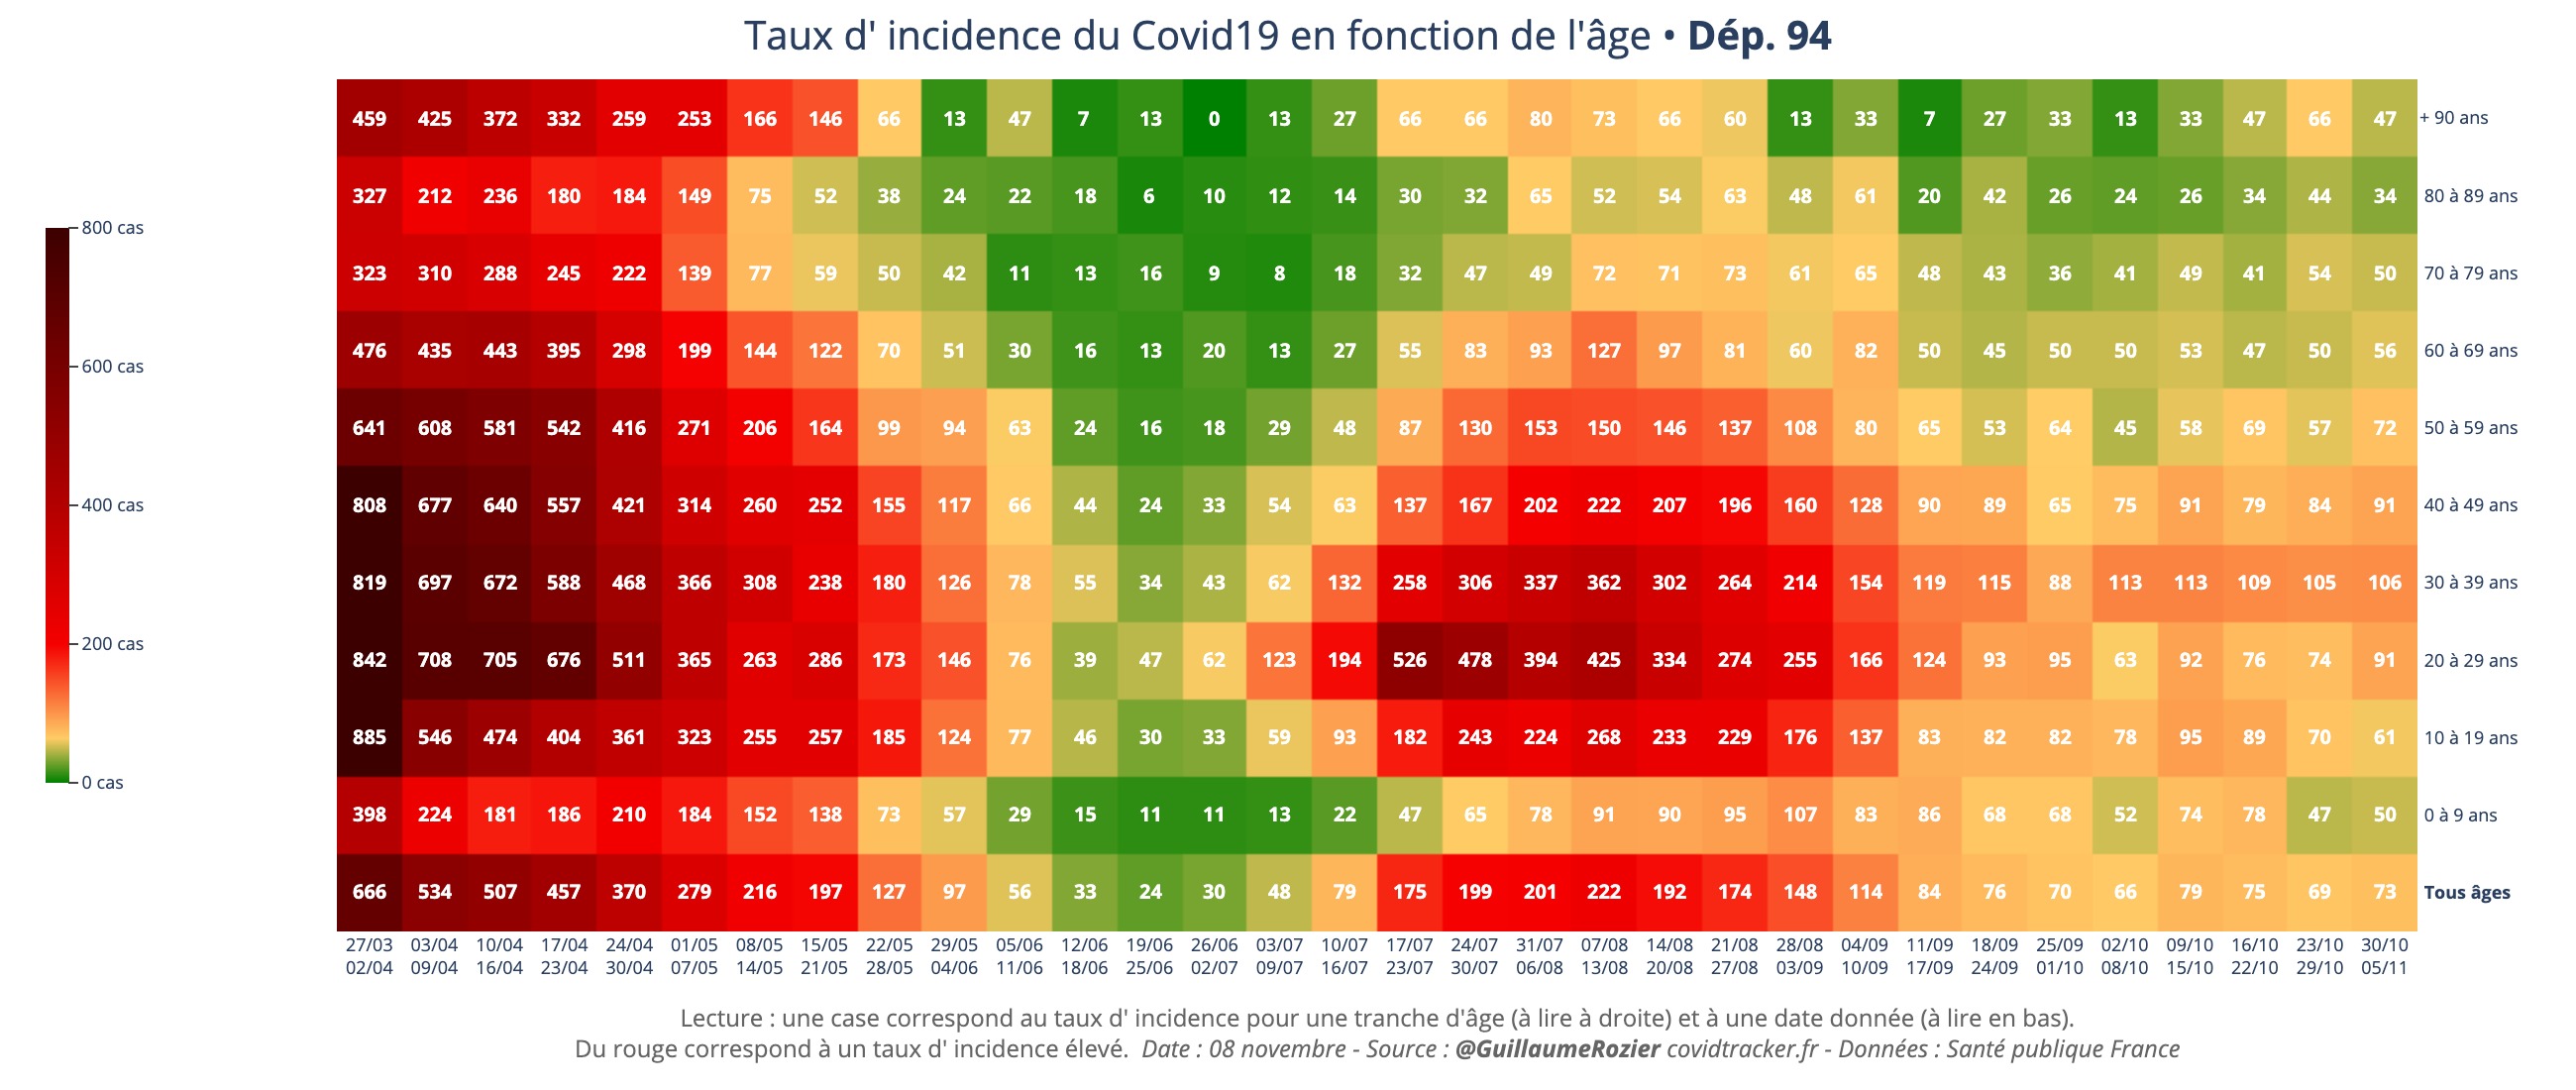 Taux d' incidence du Covid19 en fonction de l'âge • Dép. 94
459 425 372 332 259 253 166 146 66 13 47 7 13 0 13 27 66 66 80 73 66 60 13 33 7 27 33 13 33 47 66 47 + 90 ans
327 212 236 180 184 149 75 52 38 24 22 18 6 10 12 14 30 32 65 52 54 63 48 61 20 42 26 24 26 34 44 34 80 à 89 ans
323 310 288 245 222 139 77 59 50 42 11 13 16 9 8 18 32 47 49 72 71 73 61 65 48 43 36 41 49 41 54 50 70 à 79 ans
476 435 443 395 298 199 144 122 70 51 30 16 13 20 13 27 55 83 93 127 97 81 60 82 50 45 50 50 53 47 50 56 60 à 69 ans
641 608 581 542 416 271 206 164 99 94 63 24 16 18 29 48 87 130 153 150 146 137 108 80 65 53 64 45 58 69 57 72 50 à 59 ans
808 677 640 557 421 314 260 252 155 117 66 44 24 33 54 63 137 167 202 222 207 196 160 128 90 89 65 75 91 79 84 91 40 à 49 ans
819 697 672 588 468 366 308 238 180 126 78 55 34 43 62 132 258 306 337 362 302 264 214 154 119 115 88 113 113 109 105 106 30 à 39 ans
842 708 705 676 511 365 263 286 173 146 76 39 47 62 123 194 526 478 394 425 334 274 255 166 124 93 95 63 92 76 74 91 20 à 29 ans
885 546 474 404 361 323 255 257 185 124 77 46 30 33 59 93 182 243 224 268 233 229 176 137 83 82 82 78 95 89 70 61 10 à 19 ans
398 224 181 186 210 184 152 138 73 57 29 15 11 11 13 22 47 65 78 91 90 95 107 83 86 68 68 52 74 78 47 50 0 à 9 ans
666 534 507 457 370 279 216 197 127 97 56 33 24 30 48 79 175 199 201 222 192 174 148 114 84 76 70 66 79 75 69 73 Tous âges
27/03 03/04 10/04 17/04 24/04 01/05 08/05 15/05 22/05 29/05 05/06 12/06 19/06 26/06 03/07 10/07 17/07 24/07 31/07 07/08 14/08 21/08 28/08 04/09 11/09 18/09 25/09 02/10 09/10 16/10 23/10 30/10
02/04 09/04 16/04 23/04 30/04 07/05 14/05 21/05 28/05 04/06 11/06 18/06 25/06 02/07 09/07 16/07 23/07 30/07 06/08 13/08 20/08 27/08 03/09 10/09 17/09 24/09 01/10 08/10 15/10 22/10 29/10 05/11
800 cas
600 cas
400 cas
200 cas
0 cas
Lecture : une case correspond au taux d' incidence pour une tranche d'âge (à lire à droite) et à une date donnée (à lire en bas).
Du rouge correspond à un taux d' incidence élevé. Date : 08 novembre - Source : @GuillaumeRozier covidtracker.fr - Données : Santé publique France